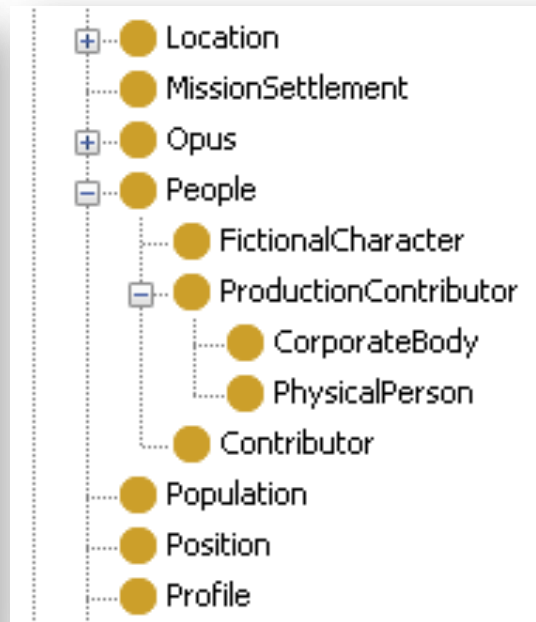 Location
MissionSettlement
Opus
People
FictionalCharacter
ProductionContributor
CorporateBody
PhysicalPerson
Contributor
Population
Position
Profile